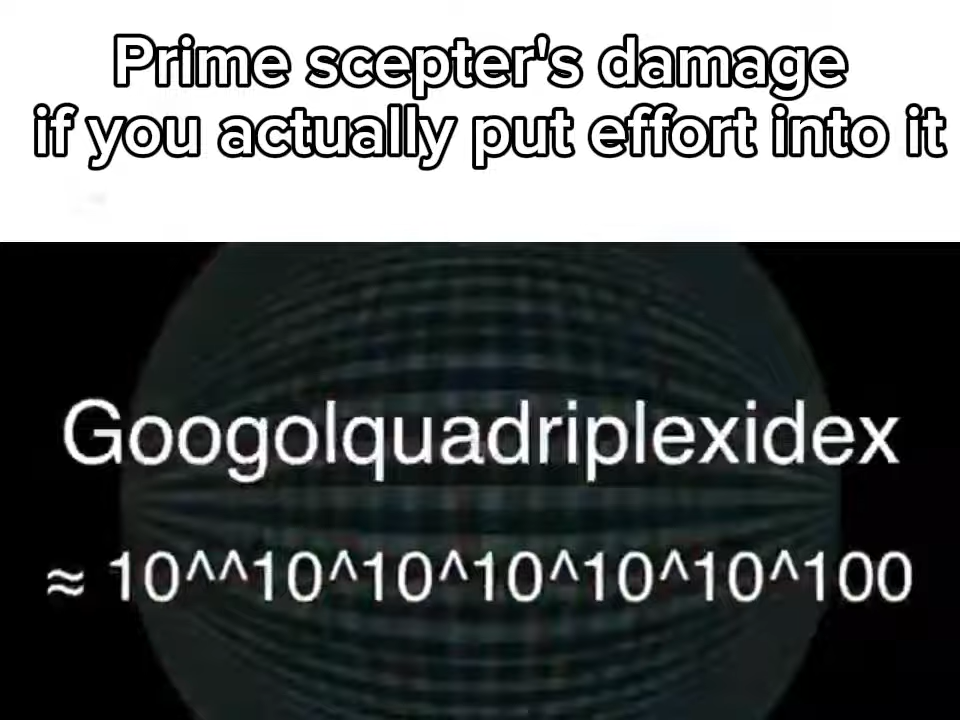 Prime scepter's damage
if you actually put effort into it
Googolquadriplexidex
≈ 10^^10^10^10^10^10^100